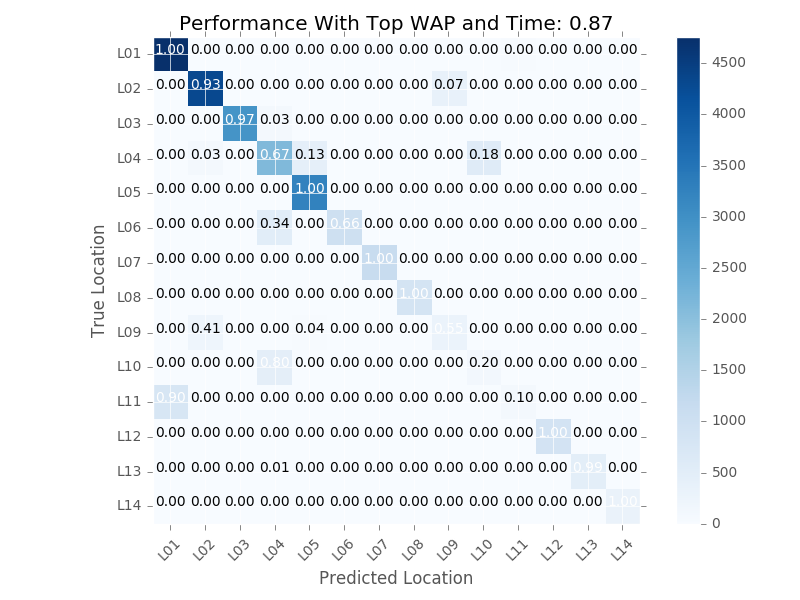 Performance With Top WAP and Time: 0.87
L01 1.00 0.00 0.00 0.00 0.00 0.00 0.00 0.00 0.00 0.00 0.00 0.00 0.00 0.00
L02 0.00 0.93 0.00 0.00 0.00 0.00 0.00 0.00 0.07 0.00 0.00 0.00 0.00 0.00
L03 0.00 0.00 0.97 0.03 0.00 0.00 0.00 0.00 0.00 0.00 0.00 0.00 0.00 0.00
L04 0.00 0.03 0.00 0.67 0.13 0.00 0.00 0.00 0.00 0.18 0.00 0.00 0.00 0.00
L05 0.00 0.00 0.00 0.00 1.00 0.00 0.00 0.00 0.00 0.00 0.00 0.00 0.00 0.00
L06 0.00 0.00 0.00 0.34 0.00 0.66 0.00 0.00 0.00 0.00 0.00 0.00 0.00 0.00
L07 0.00 0.00 0.00 0.00 0.00 0.00 1.00 0.00 0.00 0.00 0.00 0.00 0.00 0.00
L08 0.00 0.00 0.00 0.00 0.00 0.00 0.00 1.00 0.00 0.00 0.00 0.00 0.00 0.00
L09 0.00 0.41 0.00 0.00 0.04 0.00 0.00 0.00 0.55 0.00 0.00 0.00 0.00 0.00
L10 0.00 0.00 0.00 0.80 0.00 0.00 0.00 0.00 0.00 0.20 0.00 0.00 0.00 0.00
L11 0.90 0.00 0.00 0.00 0.00 0.00 0.00 0.00 0.00 0.00 0.10 0.00 0.00 0.00
L12 0.00 0.00 0.00 0.00 0.00 0.00 0.00 0.00 0.00 0.00 0.00 1.00 0.00 0.00
L13 0.00 0.00 0.00 0.01 0.00 0.00 0.00 0.00 0.00 0.00 0.00 0.00 0.99 0.00
L14 0.00 0.00 0.00 0.00 0.00 0.00 0.00 0.00 0.00 0.00 0.00 0.00 0.00 1.00
L01 L02 L03 L04 L05 L06 L07 L08 L09 L10 L11 L12 L13 L14
Predicted Location
True Location
4500
4000
3500
3000
2500
2000
1500
1000
500
0